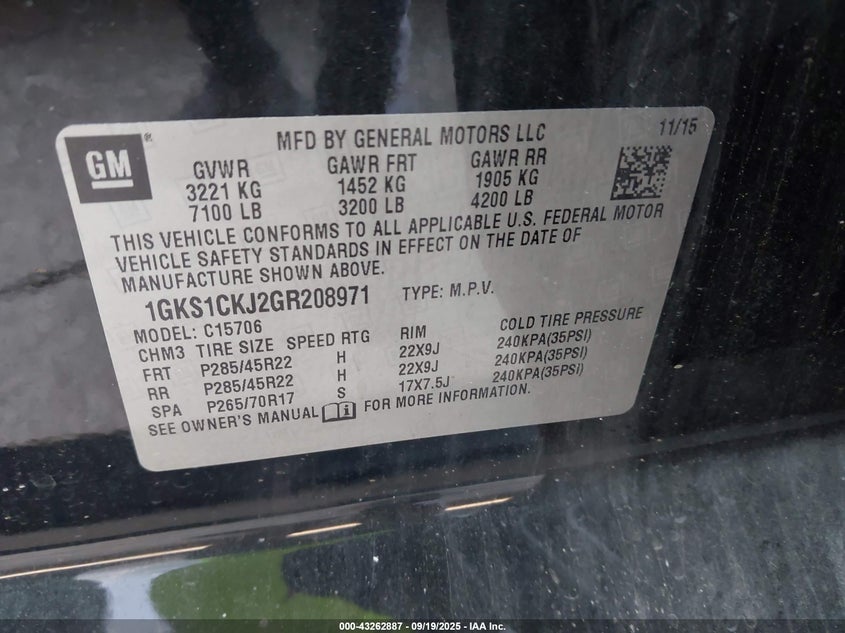 GM ®
MFD BY GENERAL MOTORS LLC 11/15
GVWR GAWR FRT GAWR RR
3221 KG 1452 KG 1905 KG
7100 LB 3200 LB 4200 LB
THIS VEHICLE CONFORMS TO ALL APPLICABLE U.S. FEDERAL MOTOR
VEHICLE SAFETY STANDARDS IN EFFECT ON THE DATE OF
MANUFACTURE SHOWN ABOVE.
1GKS1CKJ2GR208971 TYPE: M.P.V.
MODEL: C15706
CHM3 TIRE SIZE SPEED RTG RIM COLD TIRE PRESSURE
FRT P285/45R22 H 22X9J 240KPA(35PSI)
RR P285/45R22 H 22X9J 240KPA(35PSI)
SPA P265/70R17 S 17X7.5J 240KPA(35PSI)
SEE OWNER'S MANUAL FOR MORE INFORMATION.
000-43262887 - 09/19/2025 - IAA Inc.